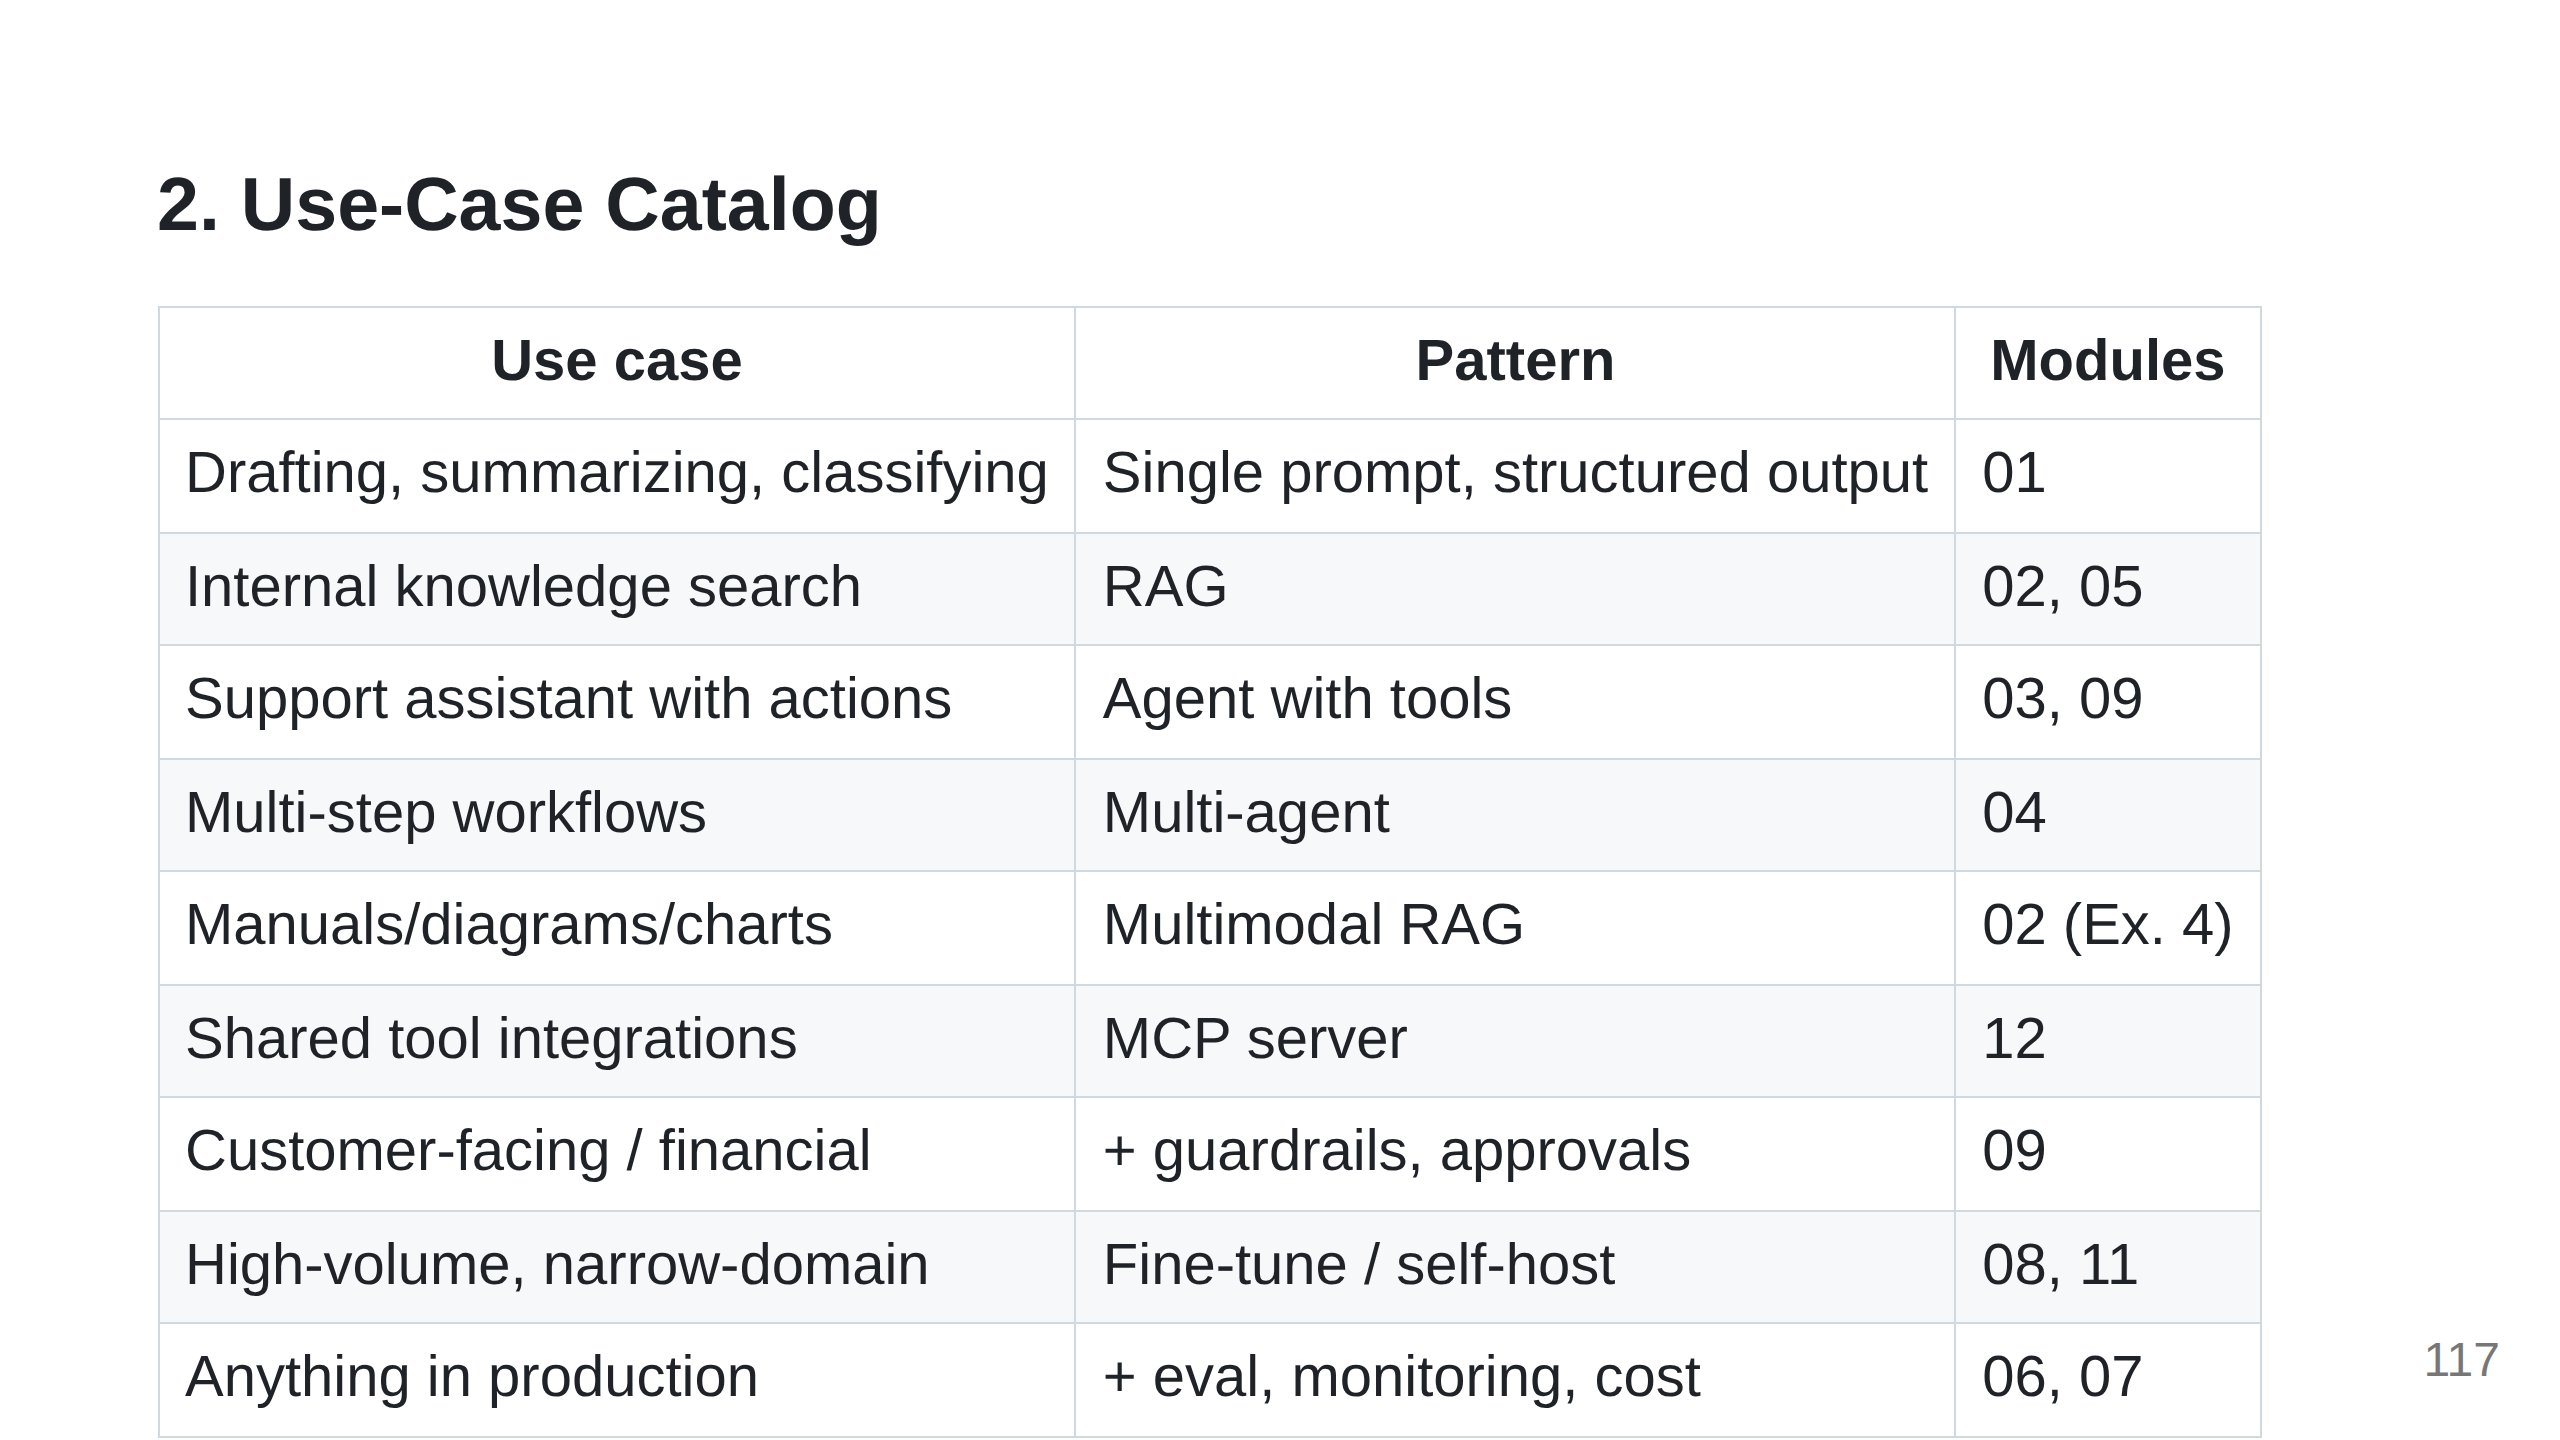 2. Use-Case Catalog
Use case Pattern Modules
Drafting, summarizing, classifying Single prompt, structured output 01
Internal knowledge search RAG 02, 05
Support assistant with actions Agent with tools 03, 09
Multi-step workflows Multi-agent 04
Manuals/diagrams/charts Multimodal RAG 02 (Ex. 4)
Shared tool integrations MCP server 12
Customer-facing / financial + guardrails, approvals 09
High-volume, narrow-domain Fine-tune / self-host 08, 11
Anything in production + eval, monitoring, cost 06, 07
117